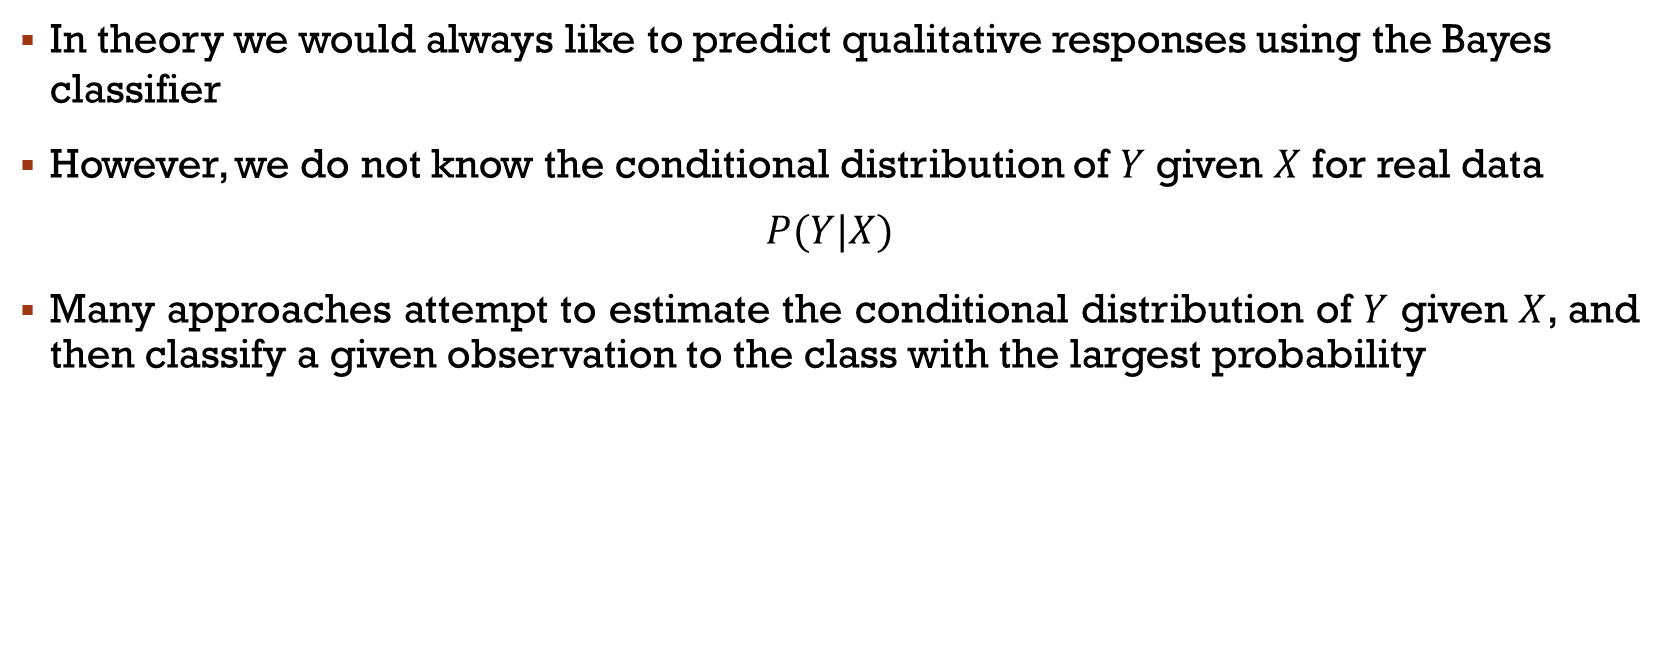 ▪ In theory we would always like to predict qualitative responses using the Bayes
classifier
▪ However, we do not know the conditional distribution of Y given X for real data
P(Y|X)
▪ Many approaches attempt to estimate the conditional distribution of Y given X, and
then classify a given observation to the class with the largest probability